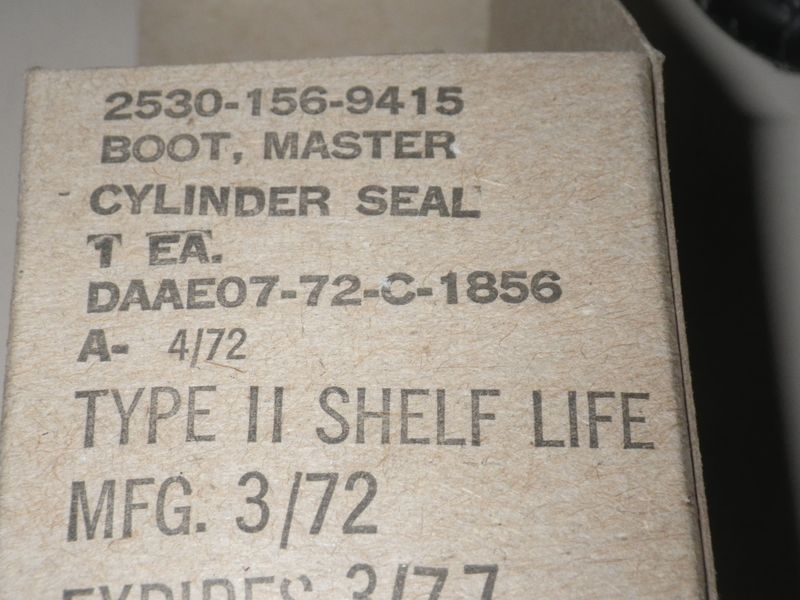 2530-156-9415
BOOT, MASTER
CYLINDER SEAL
1 EA.
DAAE07-72-C-1856
A- 4/72
TYPE II SHELF LIFE
MFG. 3/72
EXPIRES 3/77